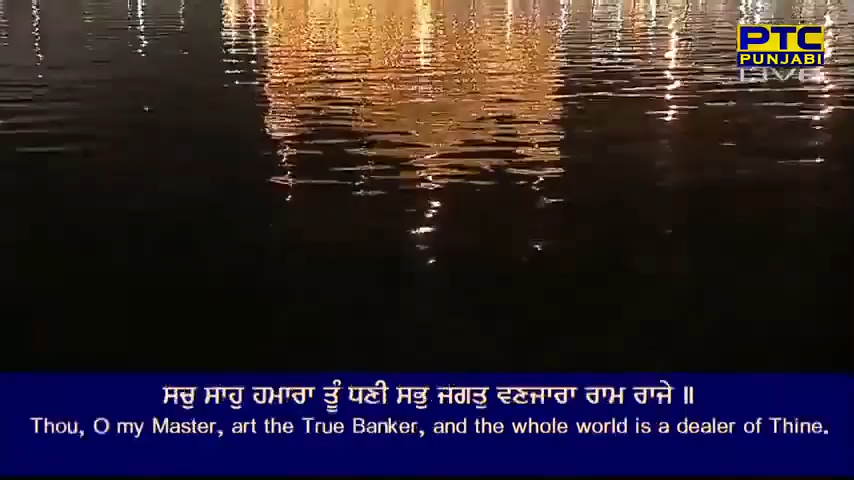 PTC
PUNJABI
LIVE
ਸਚੁ ਸਾਹੁ ਹਮਾਰਾ ਤੂੰ ਧਣੀ ਸਭੁ ਜਗਤੁ ਵਣਜਾਰਾ ਰਾਮ ਰਾਜੇ ॥
Thou, O my Master, art the True Banker, and the whole world is a dealer of Thine.